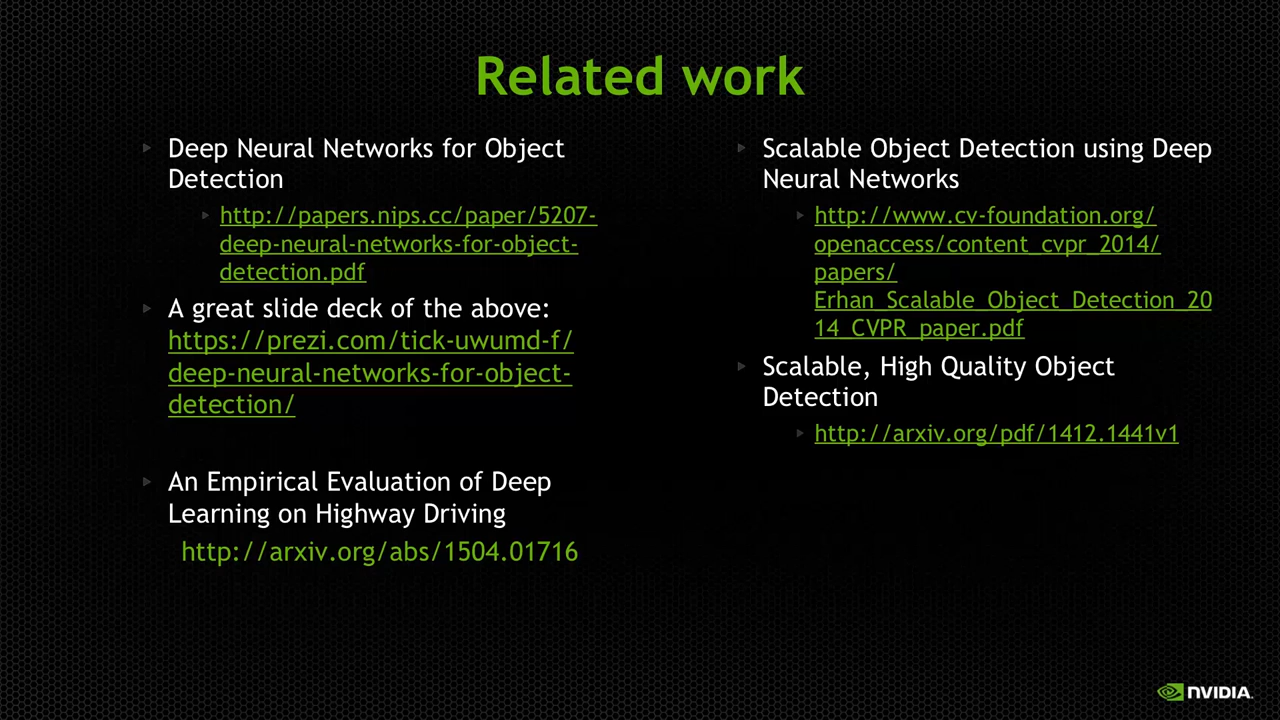 Related work
Deep Neural Networks for Object
Detection
http://papers.nips.cc/paper/5207-
deep-neural-networks-for-object-
detection.pdf
A great slide deck of the above:
https://prezi.com/tick-uwumd-f/
deep-neural-networks-for-object-
detection/
An Empirical Evaluation of Deep
Learning on Highway Driving
http://arxiv.org/abs/1504.01716
Scalable Object Detection using Deep
Neural Networks
http://www.cv-foundation.org/
openaccess/content_cvpr_2014/
papers/
Erhan_Scalable_Object_Detection_20
14_CVPR_paper.pdf
Scalable, High Quality Object
Detection
http://arxiv.org/pdf/1412.1441v1
NVIDIA.